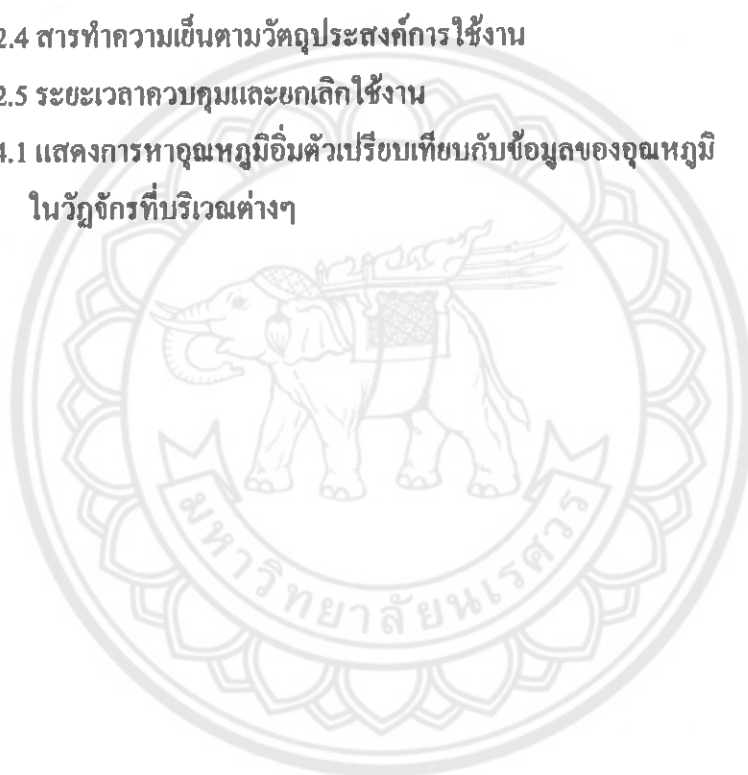 2.4 สารทำความเย็นตามวัตถุประสงค์การใช้งาน
2.5 ระยะเวลาควบคุมและยกเลิกใช้งาน
4.1 แสดงการหาอุณหภูมิอิ่มตัวเปรียบเทียบกับข้อมูลของอุณหภูมิ
ในวัฏจักรที่บริเวณต่างๆ
มหาวิทยาลัยนเรศวร